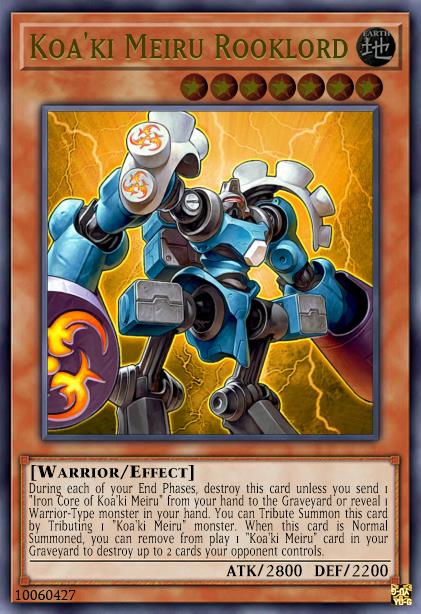 Koa'ki Meiru Rooklord
EARTH
地
[Warrior/Effect]
During each of your End Phases, destroy this card unless you send 1
"Iron Core of Koa'ki Meiru" from your hand to the Graveyard or reveal 1
Warrior-Type monster in your hand. You can Tribute Summon this card
by Tributing 1 "Koa'ki Meiru" monster. When this card is Normal
Summoned, you can remove from play 1 "Koa'ki Meiru" card in your
Graveyard to destroy up to 2 cards your opponent controls.
ATK/2800 DEF/2200
10060427